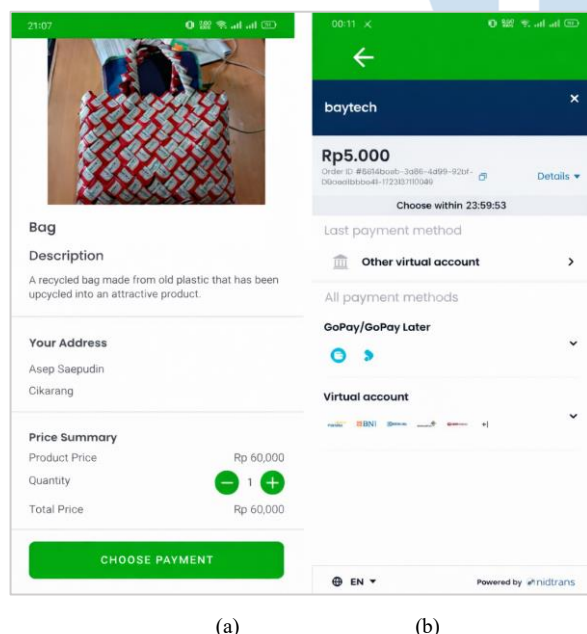 21:07
Bag
Description
A recycled bag made from old plastic that has been
upcycled into an attractive product.
Your Address
Asep Saepudin
Cikarang
Price Summary
Product Price Rp 60,000
Quantity 1
Total Price Rp 60,000
CHOOSE PAYMENT
(a)
00:11
baytech
Rp5.000
Order ID
Details
Choose within 23:59:53
Last payment method
Other virtual account
All payment methods
GoPay/GoPay Later
Virtual account
BNI
EN
Powered by midtrans
(b)